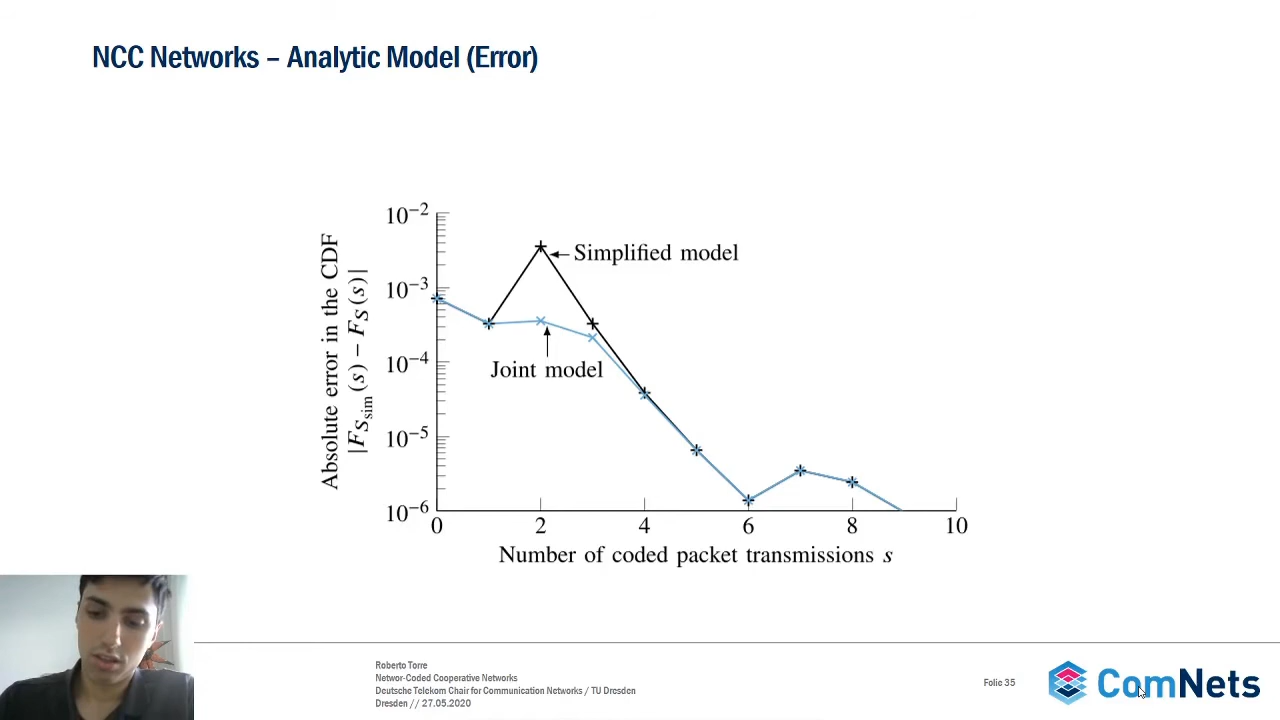 NCC Networks – Analytic Model (Error)
Absolute error in the CDF
|F_{S_{sim}}(s) − F_S(s)|
10^{−2}
10^{−3}
10^{−4}
10^{−5}
10^{−6}
Simplified model
Joint model
0 2 4 6 8 10
Number of coded packet transmissions s
Roberto Torre
Networ-Coded Cooperative Networks
Deutsche Telekom Chair for Communication Networks / TU Dresden
Dresden // 27.05.2020
Folie 35
ComNets